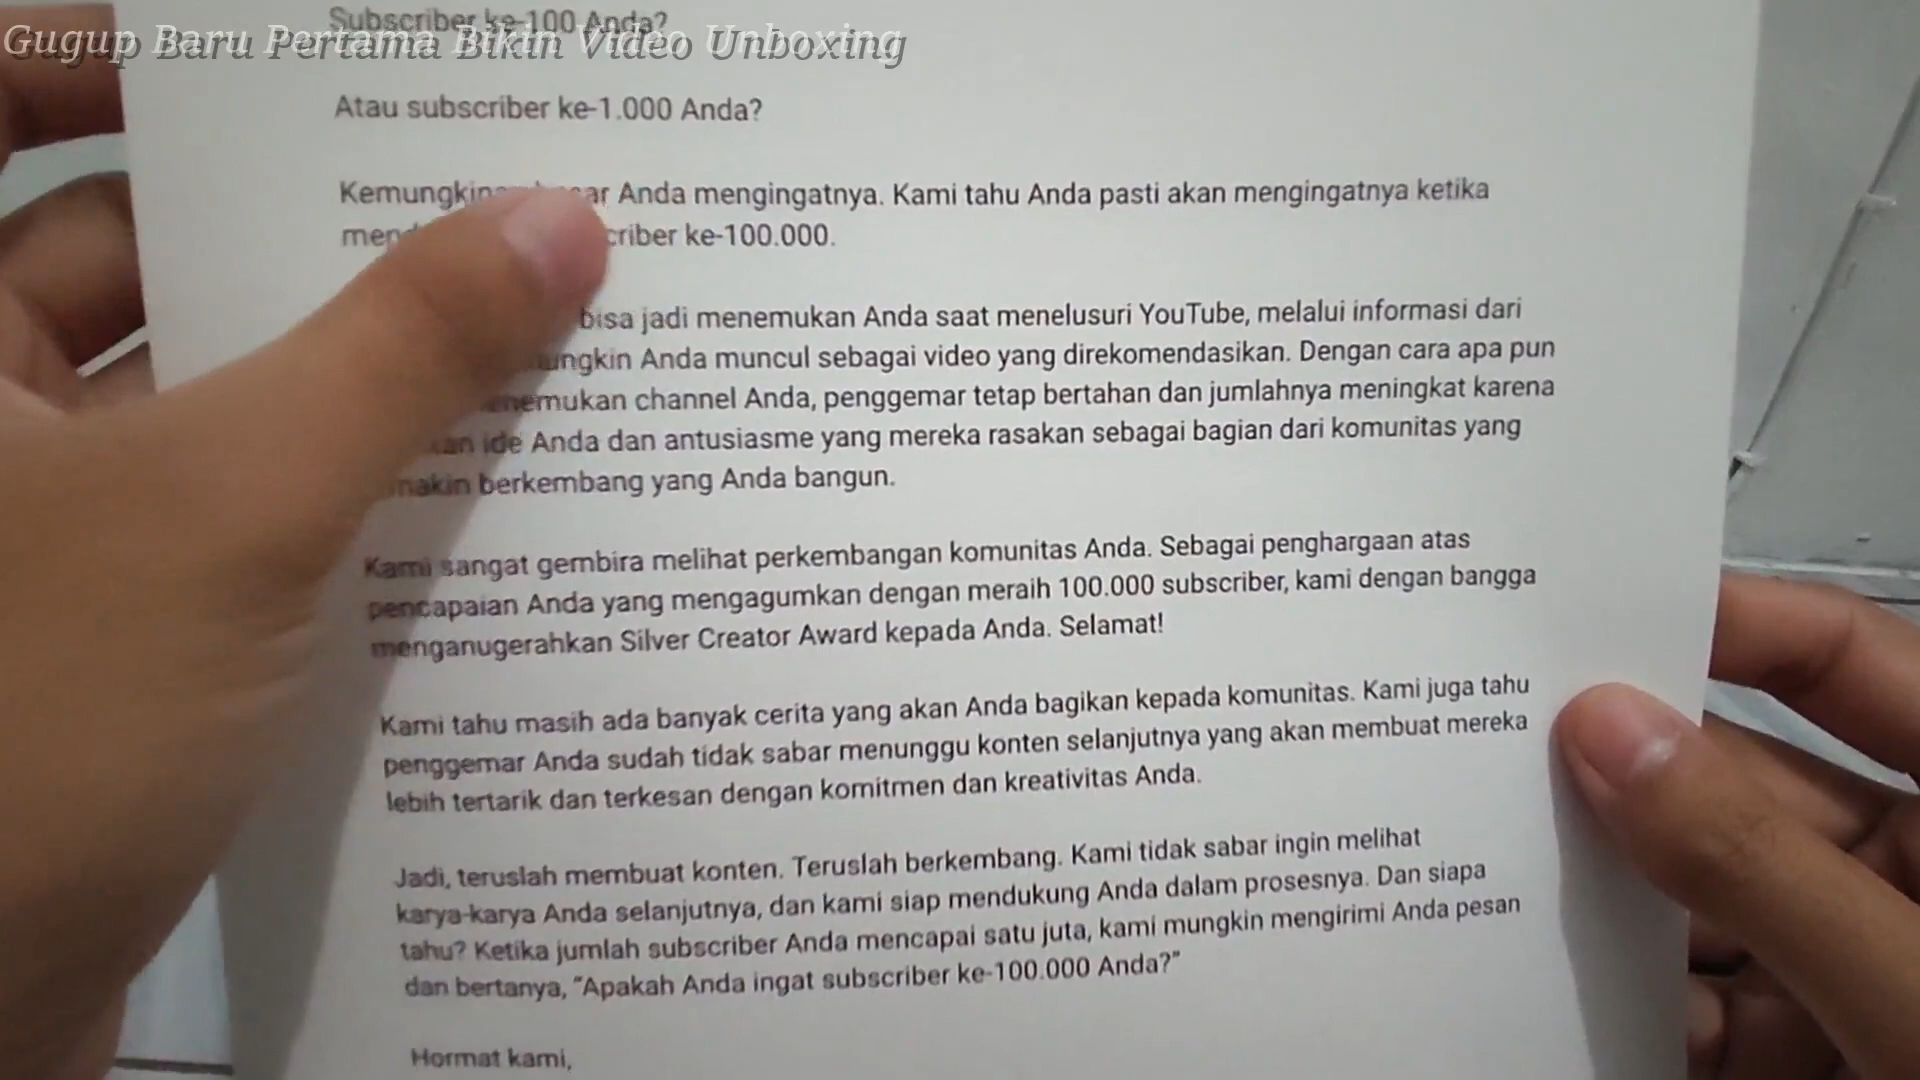 Subscriber ke-100 Anda?
Gugup Baru Pertama Bikin Video Unboxing
Atau subscriber ke-1.000 Anda?
Anda mengingatnya. Kami tahu Anda pasti akan mengingatnya ketika
ke-100.000.
bisa jadi menemukan Anda saat menelusuri YouTube, melalui informasi dari
Anda muncul sebagai video yang direkomendasikan. Dengan cara apa pun
channel Anda, penggemar tetap bertahan dan jumlahnya meningkat karena
ide Anda dan antusiasme yang mereka rasakan sebagai bagian dari komunitas yang
berkembang yang Anda bangun.
Kami sangat gembira melihat perkembangan komunitas Anda. Sebagai penghargaan atas
pencapaian Anda yang mengagumkan dengan meraih 100.000 subscriber, kami dengan bangga
menganugerahkan Silver Creator Award kepada Anda. Selamat!
Kami tahu masih ada banyak cerita yang akan Anda bagikan kepada komunitas. Kami juga tahu
penggemar Anda sudah tidak sabar menunggu konten selanjutnya yang akan membuat mereka
lebih tertarik dan terkesan dengan komitmen dan kreativitas Anda.
Jadi, teruslah membuat konten. Teruslah berkembang. Kami tidak sabar ingin melihat
karya-karya Anda selanjutnya, dan kami siap mendukung Anda dalam prosesnya. Dan siapa
tahu? Ketika jumlah subscriber Anda mencapai satu juta, kami mungkin mengirimi Anda pesan
dan bertanya, “Apakah Anda ingat subscriber ke-100.000 Anda?”
Hormat kami,